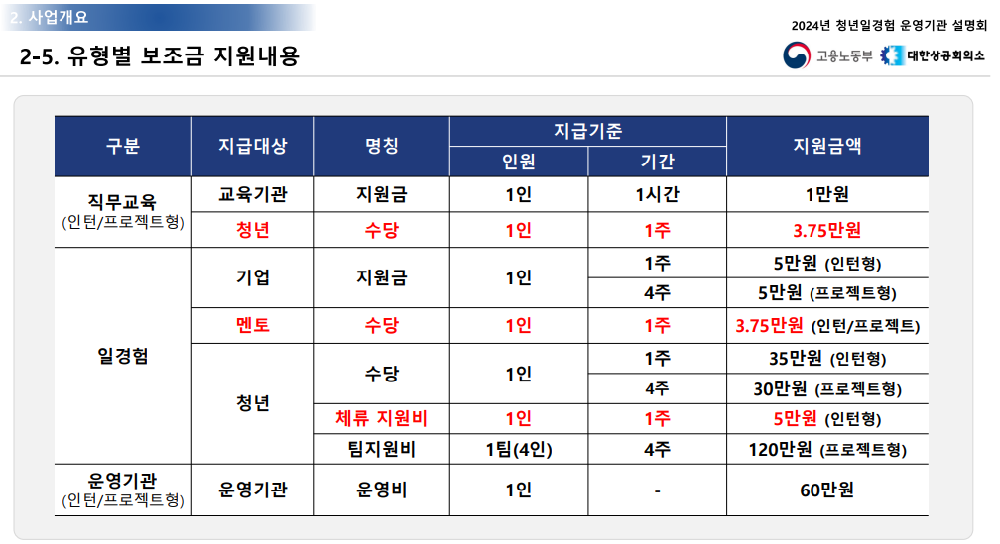 2. 사업개요
2024년 청년일경험 운영기관 설명회
2-5. 유형별 보조금 지원내용
고용노동부 대한상공회의소
구분 지급대상 명칭 지급기준 지원금액
인원 기간
직무교육
(인턴/프로젝트형)
교육기관 지원금 1인 1시간 1만원
청년 수당 1인 1주 3.75만원
일경험
기업 지원금 1인 1주 5만원 (인턴형)
4주 5만원 (프로젝트형)
멘토 수당 1인 1주 3.75만원 (인턴/프로젝트)
청년 수당 1인 1주 35만원 (인턴형)
4주 30만원 (프로젝트형)
체류 지원비 1인 1주 5만원 (인턴형)
팀지원비 1팀(4인) 4주 120만원 (프로젝트형)
운영기관
(인턴/프로젝트형)
운영기관 운영비 1인 - 60만원